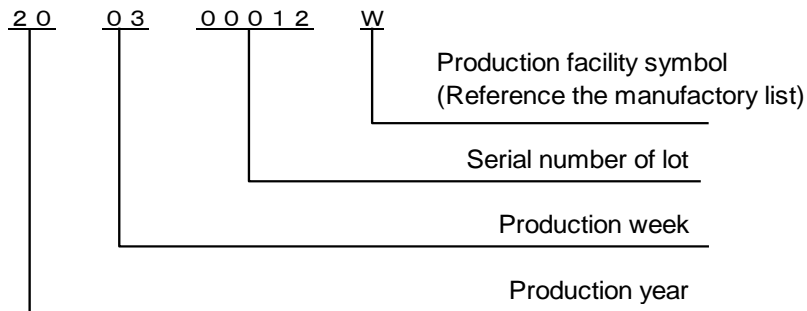 20 03 00012 W
Production facility symbol
(Reference the manufactory list)
Serial number of lot
Production week
Production year